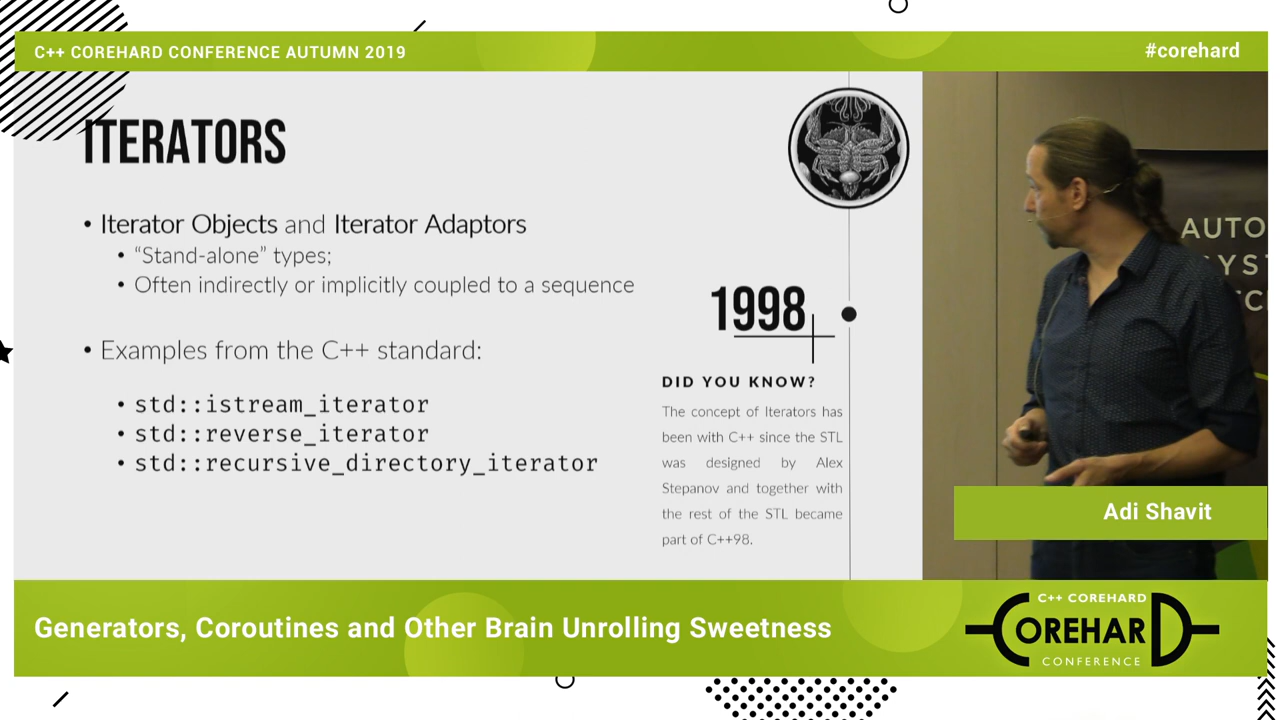 C++ COREHARD CONFERENCE AUTUMN 2019
#corehard
ITERATORS
• Iterator Objects and Iterator Adaptors
• “Stand-alone” types;
• Often indirectly or implicitly coupled to a sequence
• Examples from the C++ standard:
• std::istream_iterator
• std::reverse_iterator
• std::recursive_directory_iterator
1998
DID YOU KNOW?
The concept of Iterators has
been with C++ since the STL
was designed by Alex
Stepanov and together with
the rest of the STL became
part of C++98.
AUTO
SYST
Adi Shavit
Generators, Coroutines and Other Brain Unrolling Sweetness
C++ COREHARD
COREHARD
CONFERENCE